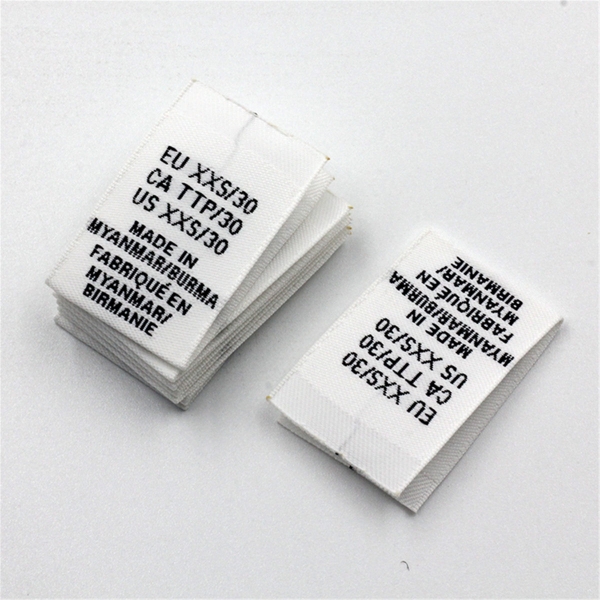 EU XXS/30
CA TTP/30
US XXS/30
MADE IN
MYANMAR/BURMA
FABRIQUÉ EN
MYANMAR/
BIRMANIE
EU XXS/30
CA TTP/30
US XXS/30
MADE IN
MYANMAR/BURMA
FABRIQUÉ EN
MYANMAR/
BIRMANIE